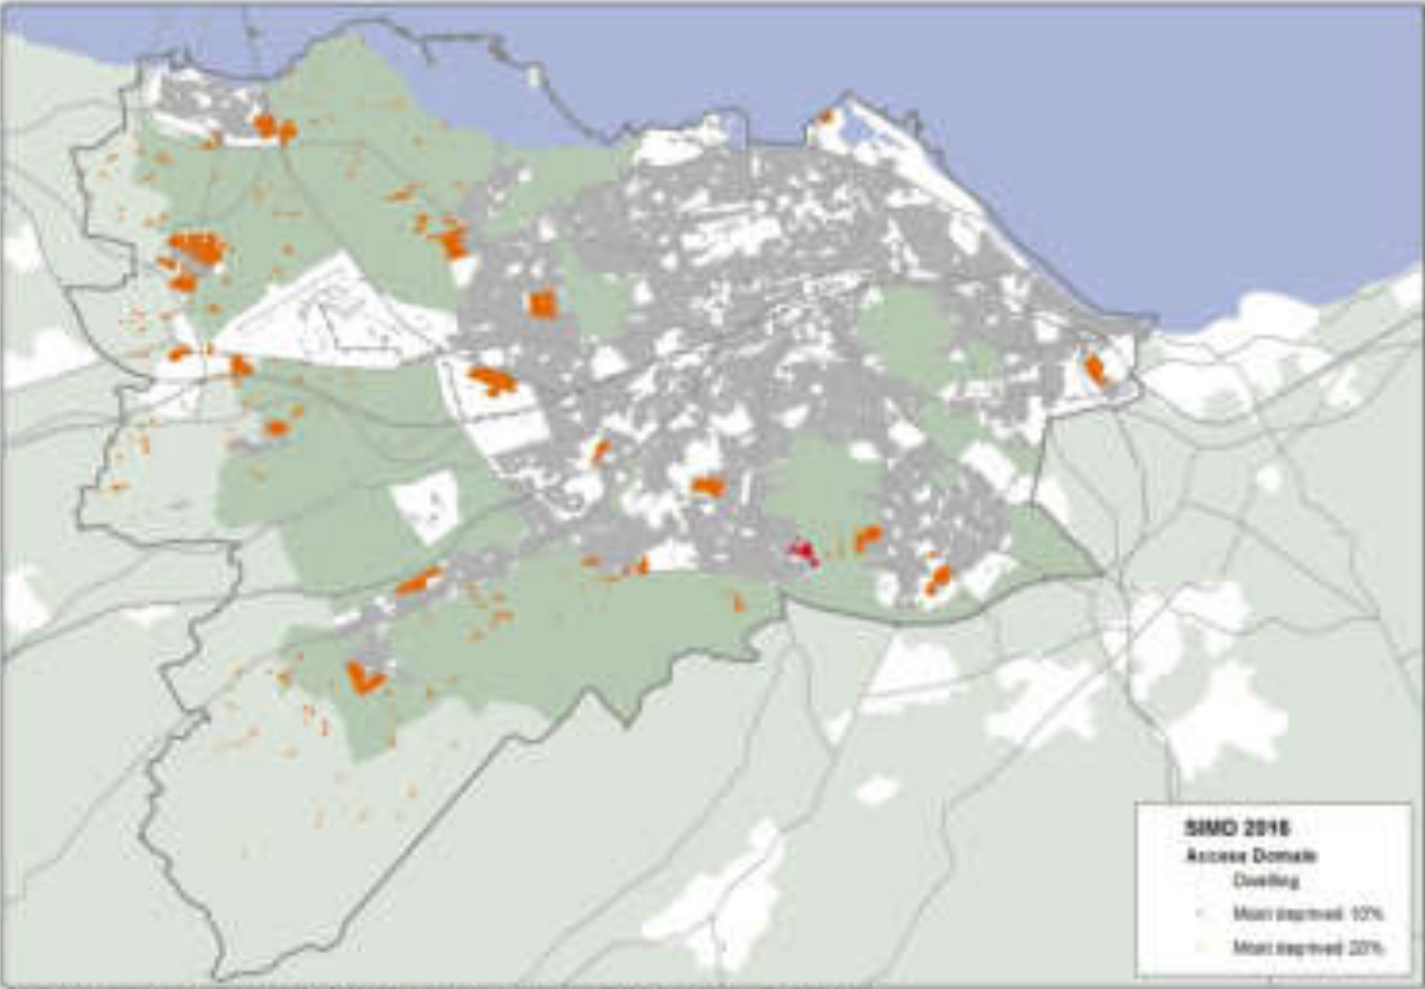 SIMD 2016
Access Domain
Dwelling
Most deprived 10%
Most deprived 20%